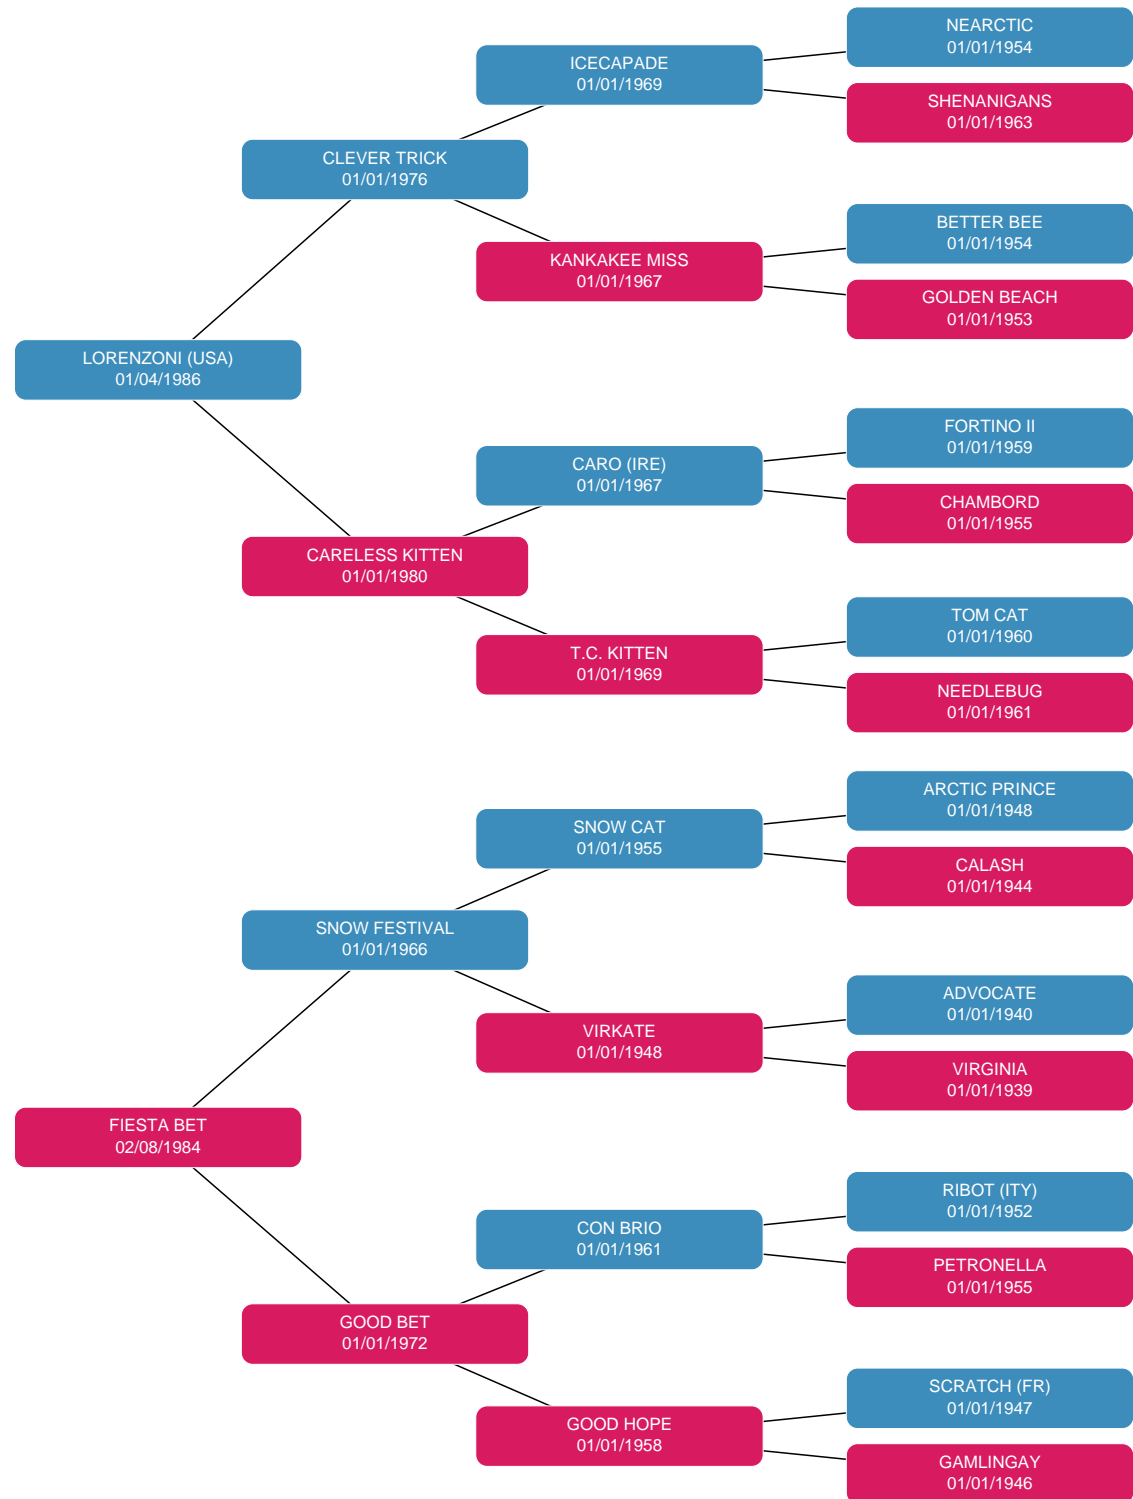 NEARCTIC
01/01/1954
ICECAPADE
01/01/1969
SHENANIGANS
01/01/1963
CLEVER TRICK
01/01/1976
BETTER BEE
01/01/1954
KANKAKEE MISS
01/01/1967
GOLDEN BEACH
01/01/1953
LORENZONI (USA)
01/04/1986
FORTINO II
01/01/1959
CARO (IRE)
01/01/1967
CHAMBORD
01/01/1955
CARELESS KITTEN
01/01/1980
TOM CAT
01/01/1960
T.C. KITTEN
01/01/1969
NEEDLEBUG
01/01/1961
ARCTIC PRINCE
01/01/1948
SNOW CAT
01/01/1955
CALASH
01/01/1944
SNOW FESTIVAL
01/01/1966
ADVOCATE
01/01/1940
VIRKATE
01/01/1948
VIRGINIA
01/01/1939
FIESTA BET
02/08/1984
RIBOT (ITY)
01/01/1952
CON BRIO
01/01/1961
PETRONELLA
01/01/1955
GOOD BET
01/01/1972
SCRATCH (FR)
01/01/1947
GOOD HOPE
01/01/1958
GAMLINGAY
01/01/1946